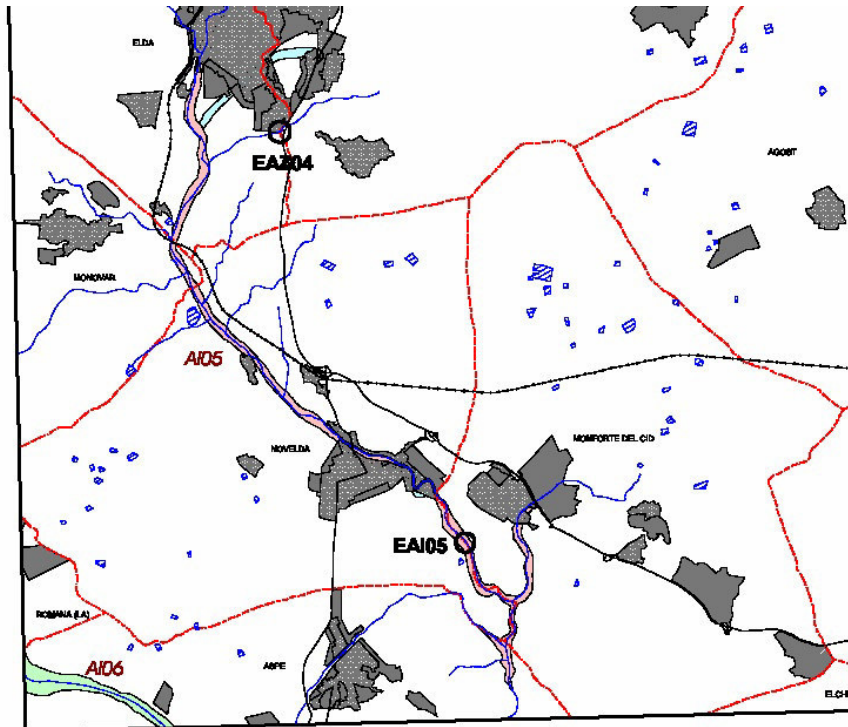 ELDA
EAZ04
AGOST
MONOVAR
AI05
NOVELDA
MONFORTE DEL CID
EAI05
ROMANA (LA)
AI06
ASPE